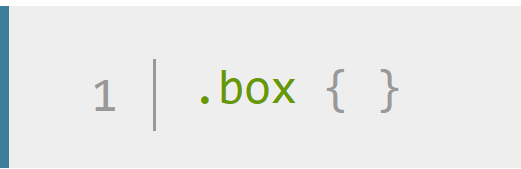 1 .box { }